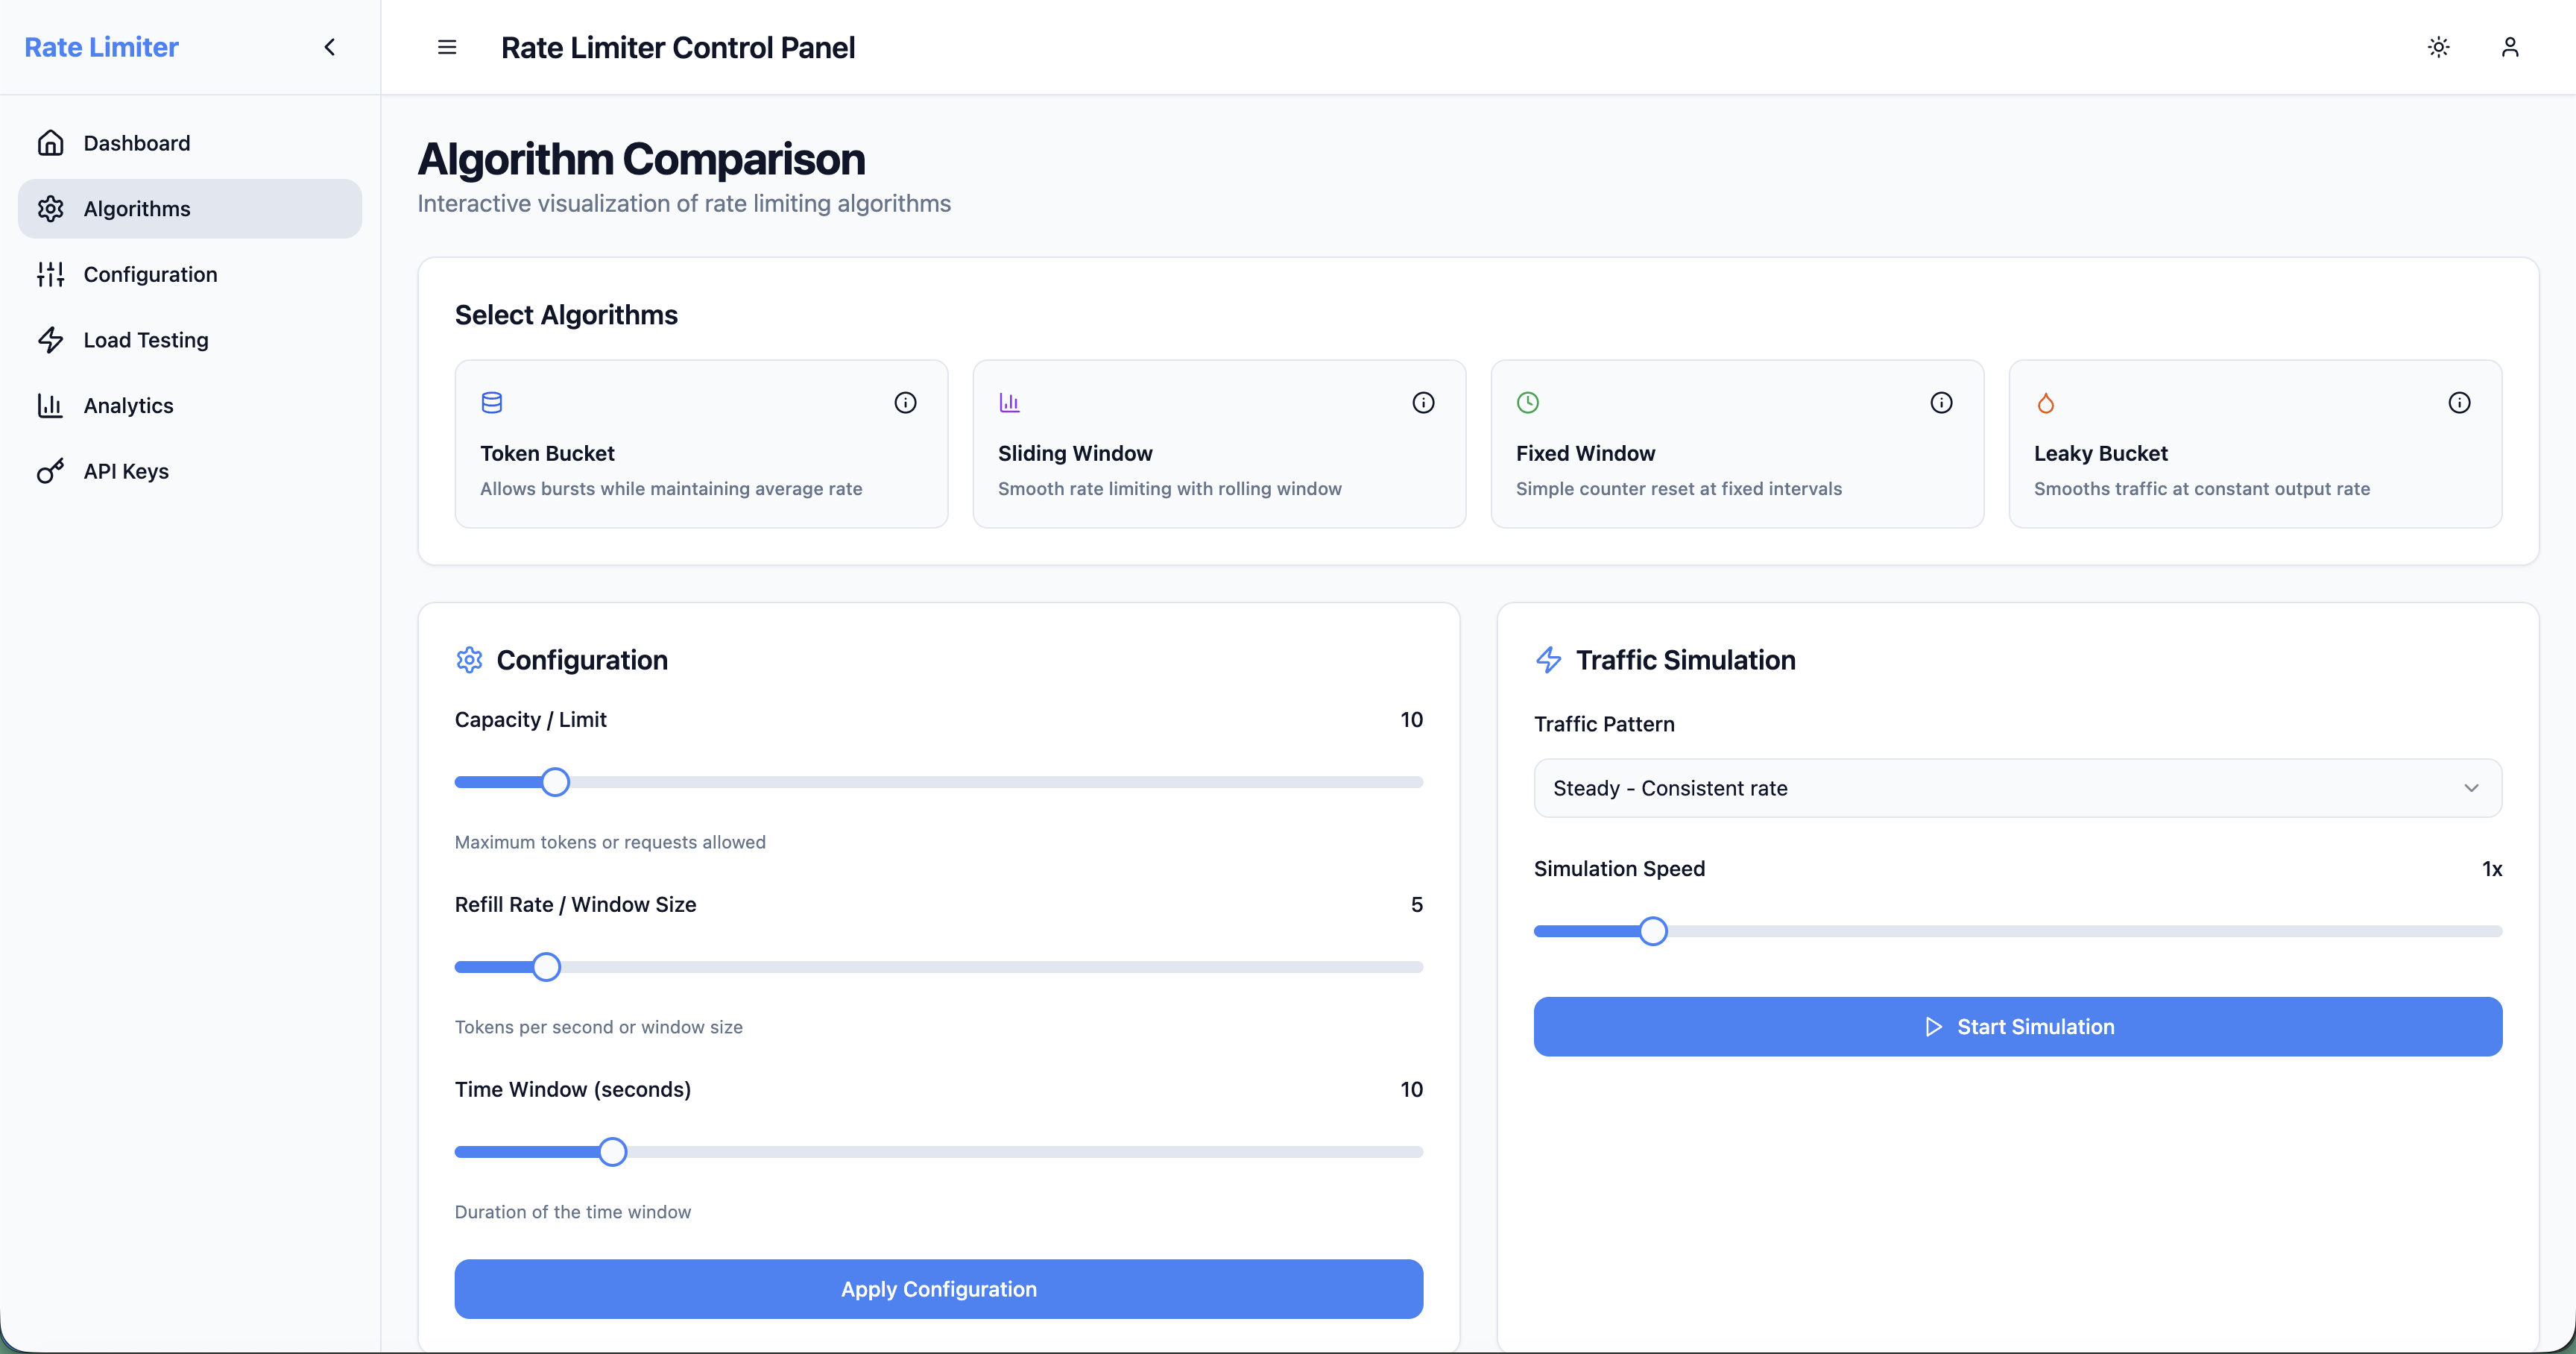 Rate Limiter
Rate Limiter Control Panel
Dashboard
Algorithms
Configuration
Load Testing
Analytics
API Keys
Algorithm Comparison
Interactive visualization of rate limiting algorithms
Select Algorithms
Token Bucket
Allows bursts while maintaining average rate
Sliding Window
Smooth rate limiting with rolling window
Fixed Window
Simple counter reset at fixed intervals
Leaky Bucket
Smooths traffic at constant output rate
Configuration
Capacity / Limit 10
Maximum tokens or requests allowed
Refill Rate / Window Size 5
Tokens per second or window size
Time Window (seconds) 10
Duration of the time window
Apply Configuration
Traffic Simulation
Traffic Pattern
Steady - Consistent rate
Simulation Speed 1x
Start Simulation